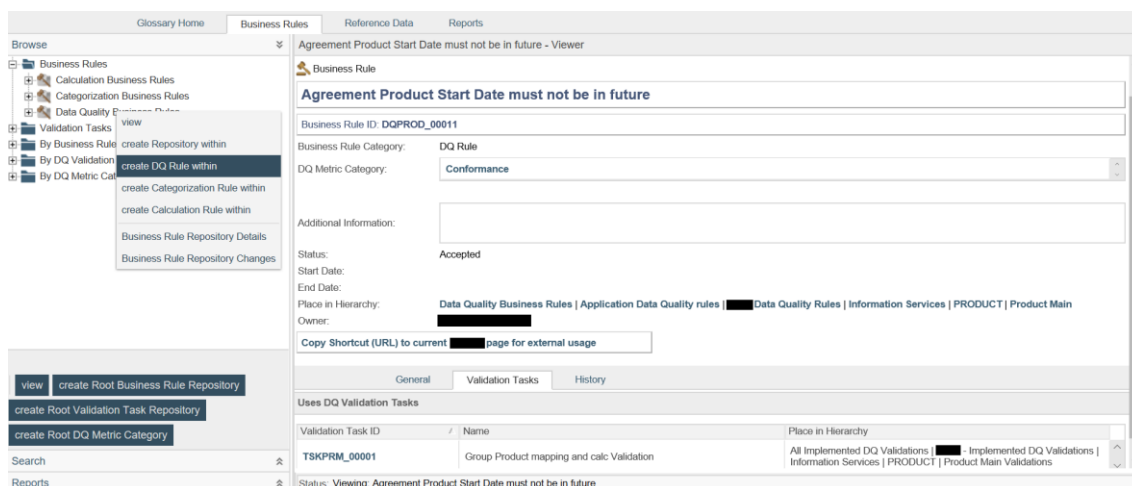 Glossary Home Business Rules Reference Data Reports
Browse
Business Rules
Calculation Business Rules
Categorization Business Rules
Data Quality Business Rules
Validation Tasks
By Business Rule
By DQ Validation
By DQ Metric Cat
view
create Repository within
create DQ Rule within
create Categorization Rule within
create Calculation Rule within
Business Rule Repository Details
Business Rule Repository Changes
view create Root Business Rule Repository
create Root Validation Task Repository
create Root DQ Metric Category
Search
Reports
Agreement Product Start Date must not be in future - Viewer
Business Rule
Agreement Product Start Date must not be in future
Business Rule ID: DQPROD_00011
Business Rule Category: DQ Rule
DQ Metric Category: Conformance
Additional Information:
Status: Accepted
Start Date:
End Date:
Place in Hierarchy: Data Quality Business Rules | Application Data Quality rules | Data Quality Rules | Information Services | PRODUCT | Product Main
Owner:
Copy Shortcut (URL) to current page for external usage
General Validation Tasks History
Uses DQ Validation Tasks
Validation Task ID / Name Place in Hierarchy
TSKPRM_00001 Group Product mapping and calc Validation All Implemented DQ Validations | - Implemented DQ Validations |
Information Services | PRODUCT | Product Main Validations
Status: Viewing: Agreement Product Start Date must not be in future